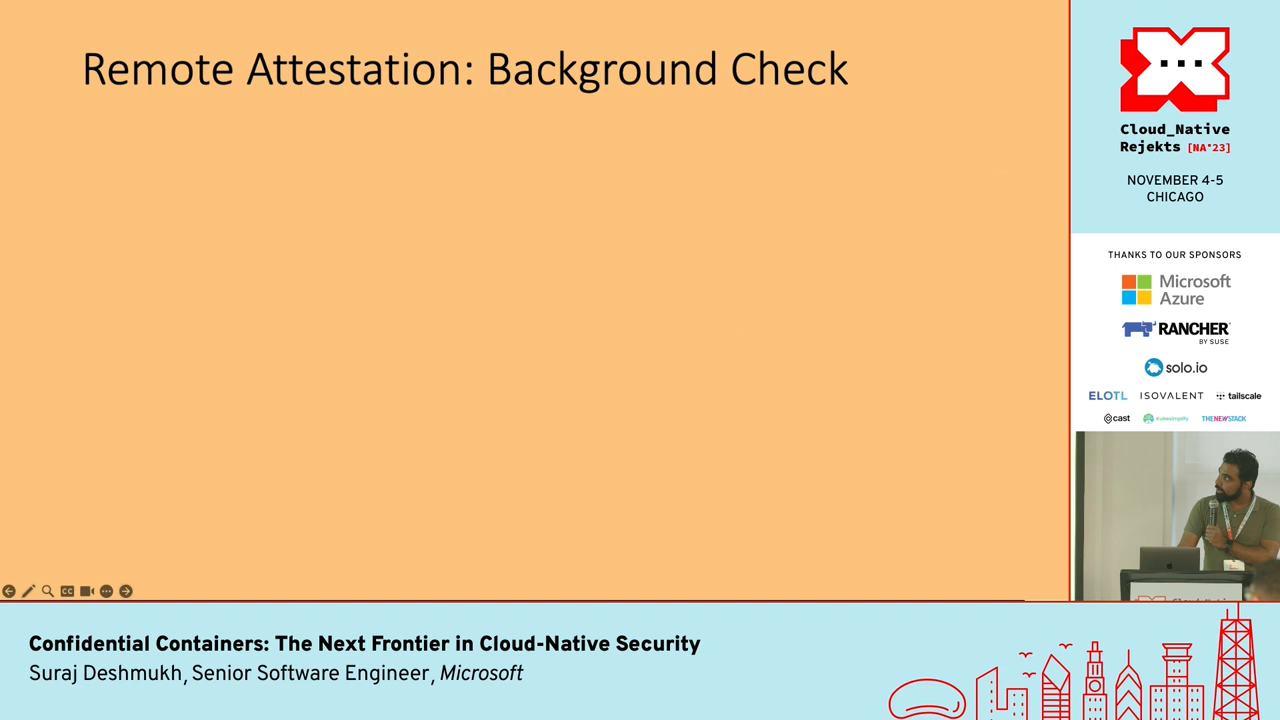 Remote Attestation: Background Check
Cloud_Native
Rejekts [NA'23]
NOVEMBER 4-5
CHICAGO
THANKS TO OUR SPONSORS
Microsoft
Azure
RANCHER
BY SUSE
solo.io
ELOTL ISOVALENT tailscale
cast kubesimplify THENEWSTACK
CC
Confidential Containers: The Next Frontier in Cloud-Native Security
Suraj Deshmukh, Senior Software Engineer, Microsoft